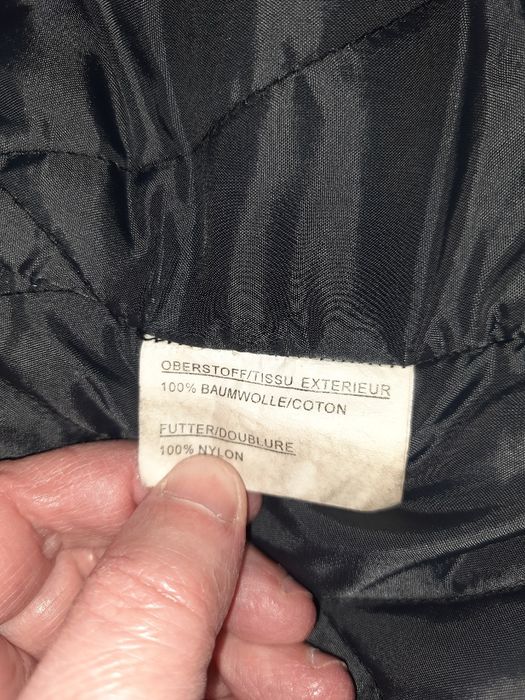 OBERSTOFF/TISSU EXTERIEUR
100% BAUMWOLLE/COTON
FUTTER/DOUBLURE
100% NYLON